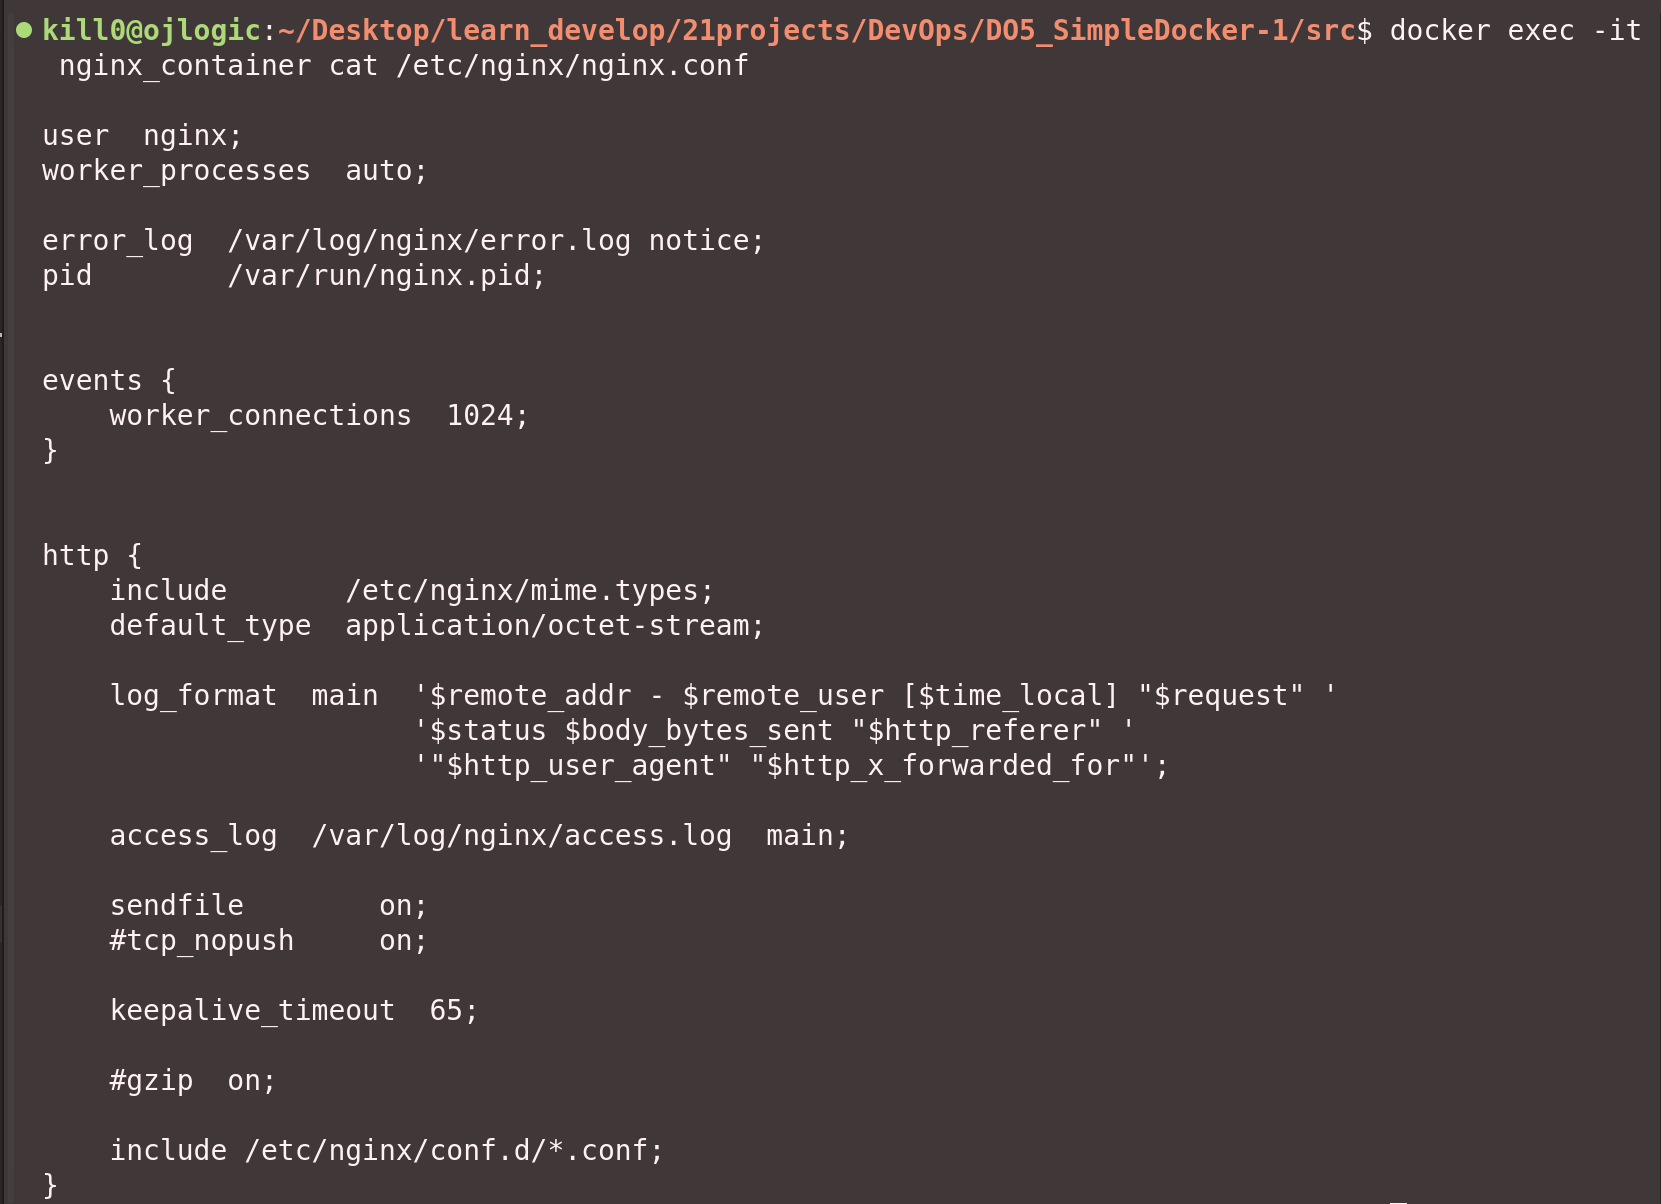 kill0@ojlogic:~/Desktop/learn_develop/21projects/DevOps/DO5_SimpleDocker-1/src$ docker exec -it
 nginx_container cat /etc/nginx/nginx.conf

user  nginx;
worker_processes  auto;

error_log  /var/log/nginx/error.log notice;
pid        /var/run/nginx.pid;


events {
    worker_connections  1024;
}


http {
    include       /etc/nginx/mime.types;
    default_type  application/octet-stream;

    log_format  main  '$remote_addr - $remote_user [$time_local] "$request" '
                      '$status $body_bytes_sent "$http_referer" '
                      '"$http_user_agent" "$http_x_forwarded_for"';

    access_log  /var/log/nginx/access.log  main;

    sendfile        on;
    #tcp_nopush     on;

    keepalive_timeout  65;

    #gzip  on;

    include /etc/nginx/conf.d/*.conf;
}